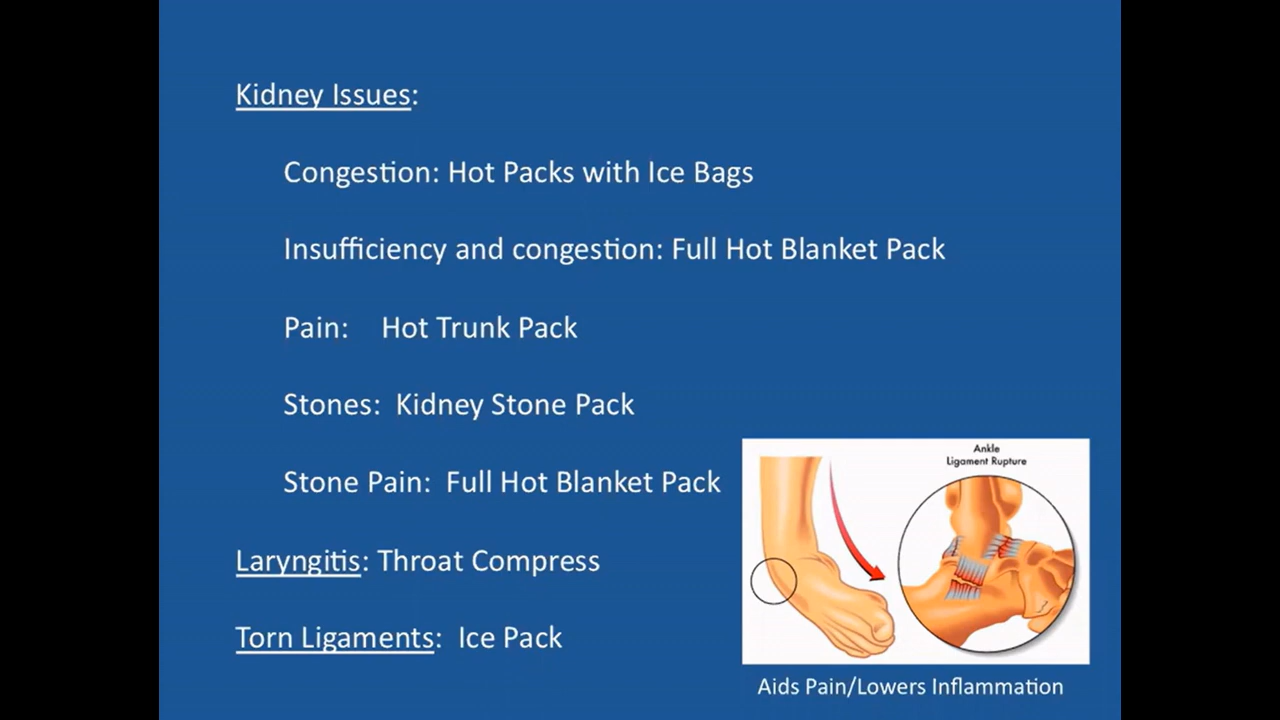 Kidney Issues:
Congestion: Hot Packs with Ice Bags
Insufficiency and congestion: Full Hot Blanket Pack
Pain: Hot Trunk Pack
Stones: Kidney Stone Pack
Stone Pain: Full Hot Blanket Pack
Laryngitis: Throat Compress
Torn Ligaments: Ice Pack
Ankle
Ligament Rupture
Aids Pain/Lowers Inflammation